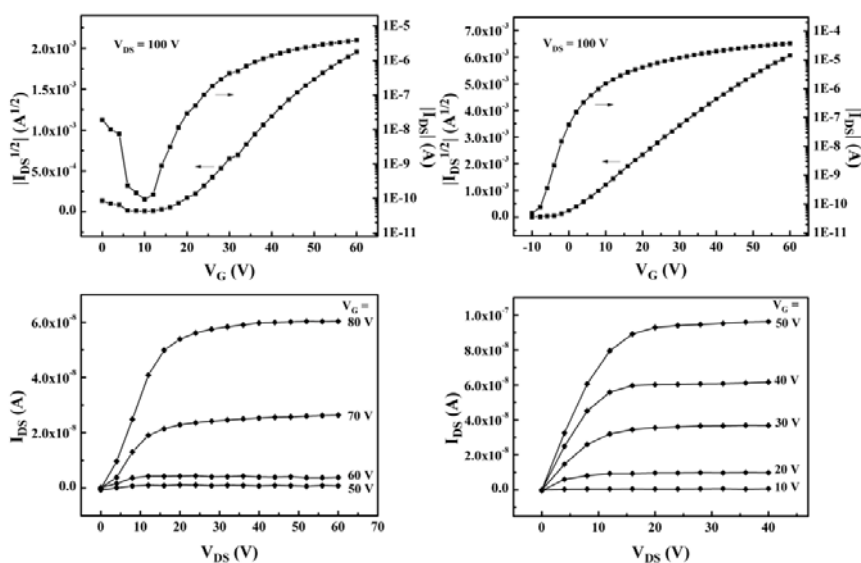 V_DS = 100 V
2.0x10^-3
1.5x10^-3
1.0x10^-3
5.0x10^-4
0.0
|I_DS^1/2| (A^1/2)
1E-5
1E-6
1E-7
1E-8
1E-9
1E-10
1E-11
|I_DS| (A)
0 10 20 30 40 50 60
V_G (V)
V_DS = 100 V
7.0x10^-3
6.0x10^-3
5.0x10^-3
4.0x10^-3
3.0x10^-3
2.0x10^-3
1.0x10^-3
0.0
|I_DS^1/2| (A^1/2)
1E-4
1E-5
1E-6
1E-7
1E-8
1E-9
1E-10
1E-11
|I_DS| (A)
-10 0 10 20 30 40 50 60
V_G (V)
V_G =
80 V
70 V
60 V
50 V
6.0x10^-8
4.0x10^-8
2.0x10^-8
0.0
I_DS (A)
0 10 20 30 40 50 60 70
V_DS (V)
V_G =
50 V
40 V
30 V
20 V
10 V
1.0x10^-7
8.0x10^-8
6.0x10^-8
4.0x10^-8
2.0x10^-8
0.0
I_DS (A)
0 10 20 30 40
V_DS (V)